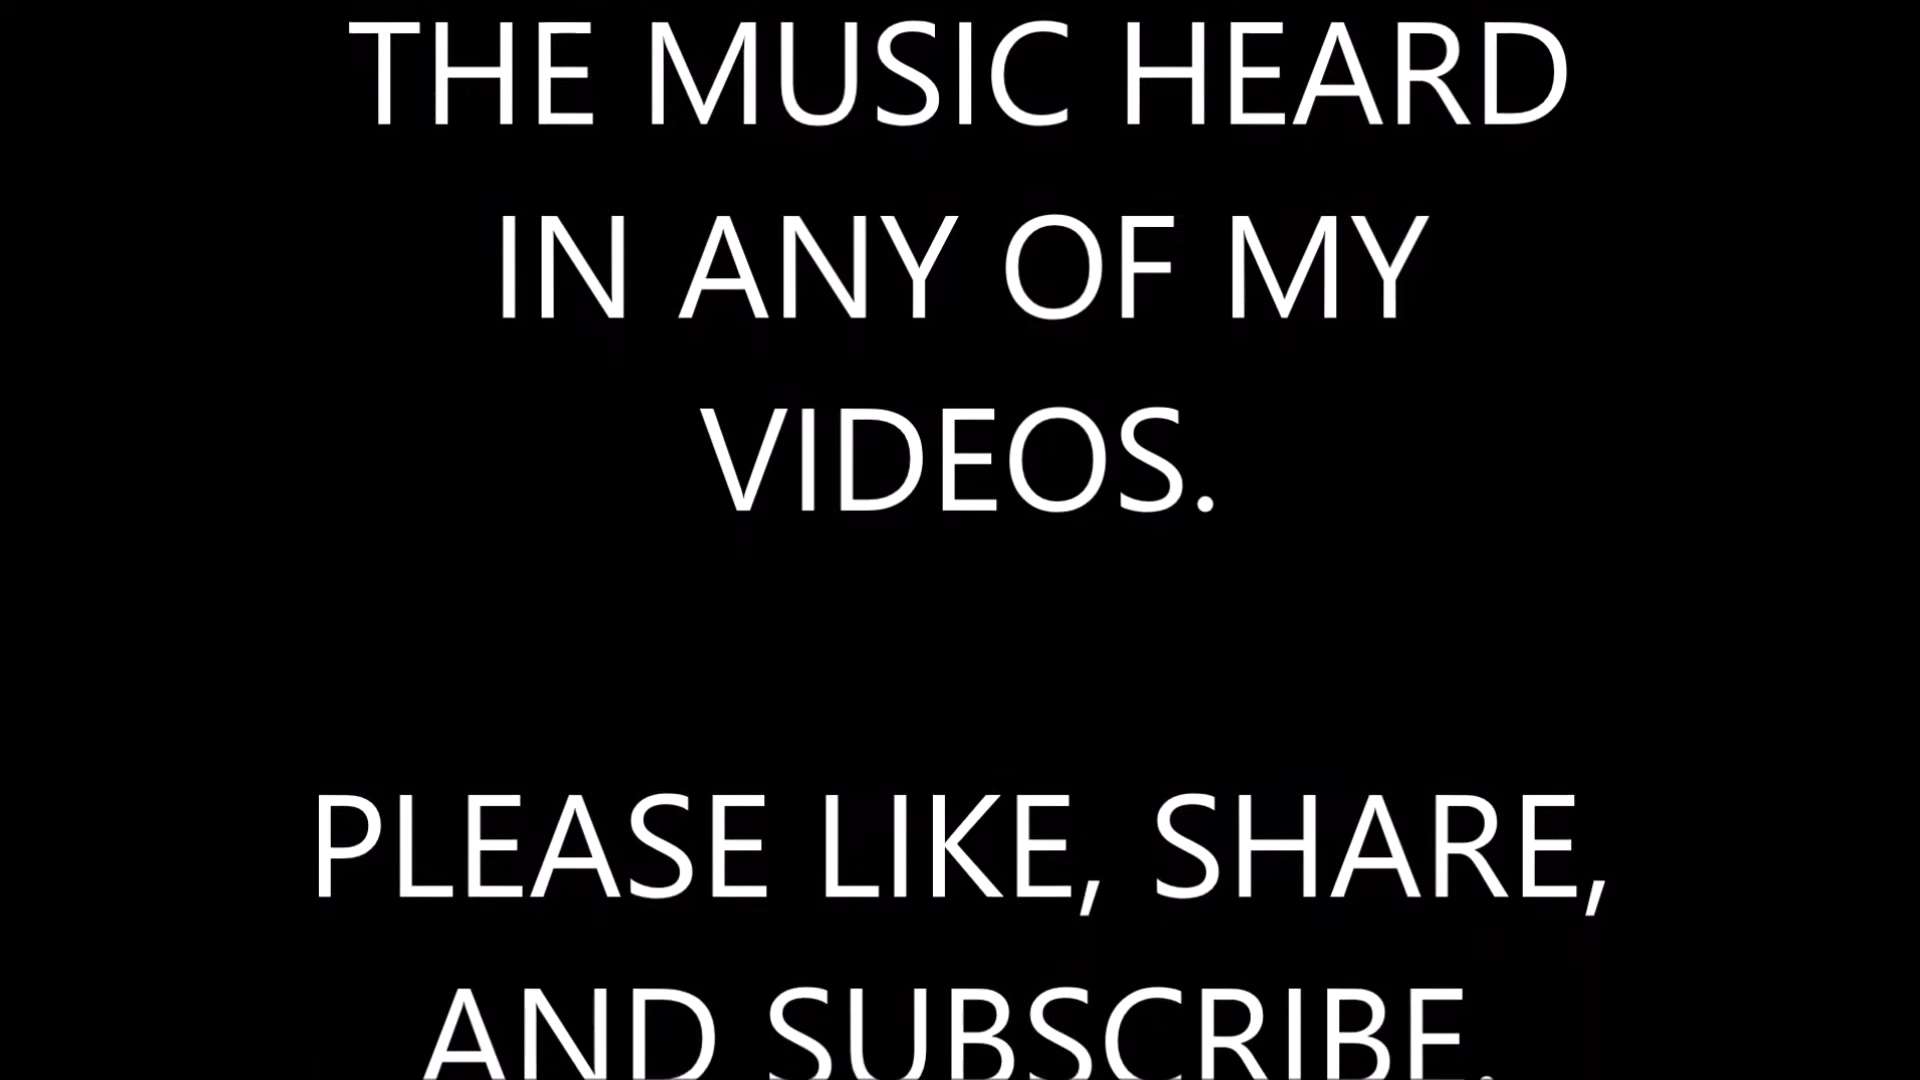 THE MUSIC HEARD
IN ANY OF MY
VIDEOS.
PLEASE LIKE, SHARE,
AND SUBSCRIBE.